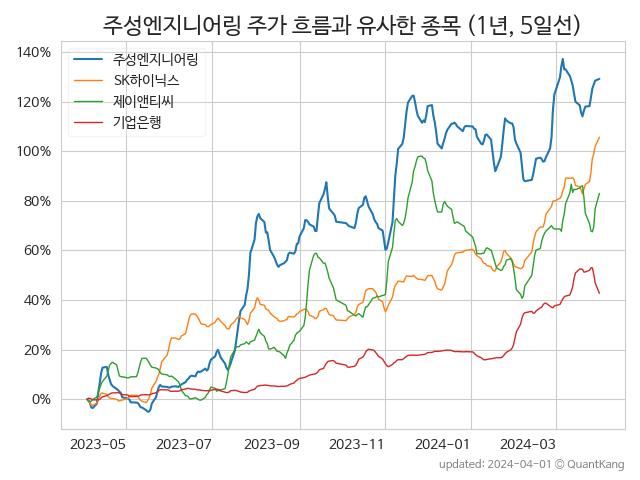 주성엔지니어링 주가 흐름과 유사한 종목 (1년, 5일선)
주성엔지니어링
SK하이닉스
제이앤티씨
기업은행
140%
120%
100%
80%
60%
40%
20%
0%
2023-05 2023-07 2023-09 2023-11 2024-01 2024-03
updated: 2024-04-01 © QuantKang